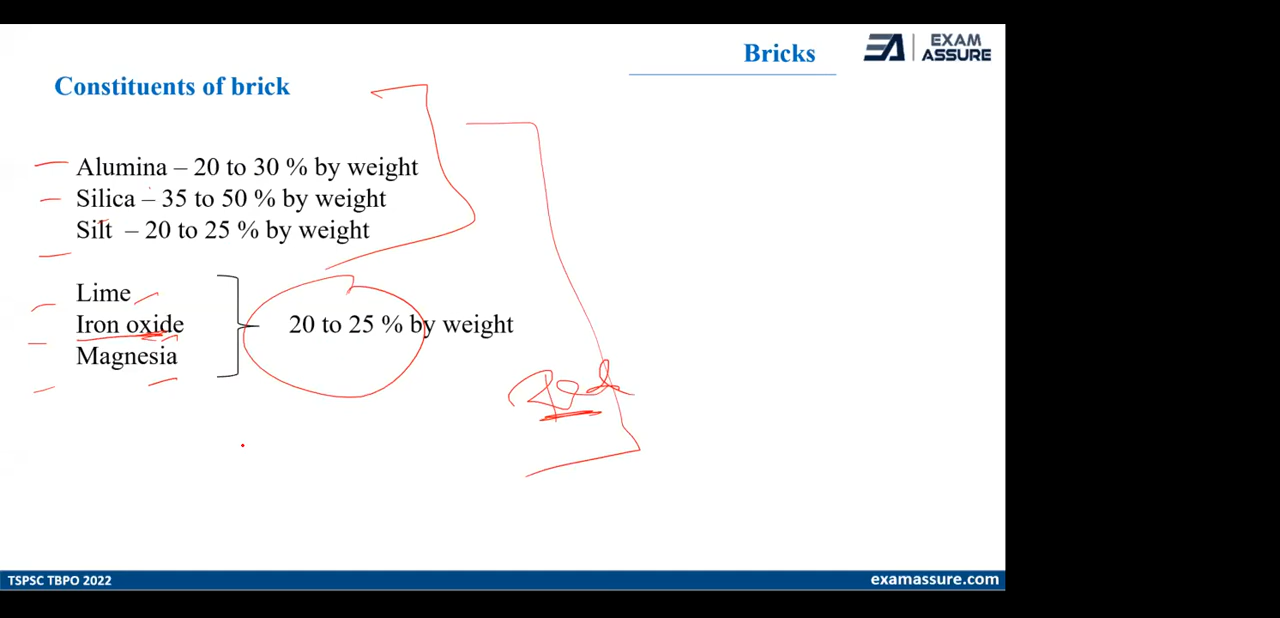 Bricks
EXAM
ASSURE
Constituents of brick
Alumina – 20 to 30 % by weight
Silica – 35 to 50 % by weight
Silt – 20 to 25 % by weight
Lime
Iron oxide
20 to 25 % by weight
Magnesia
Red
TSPSC TBPO 2022
examassure.com